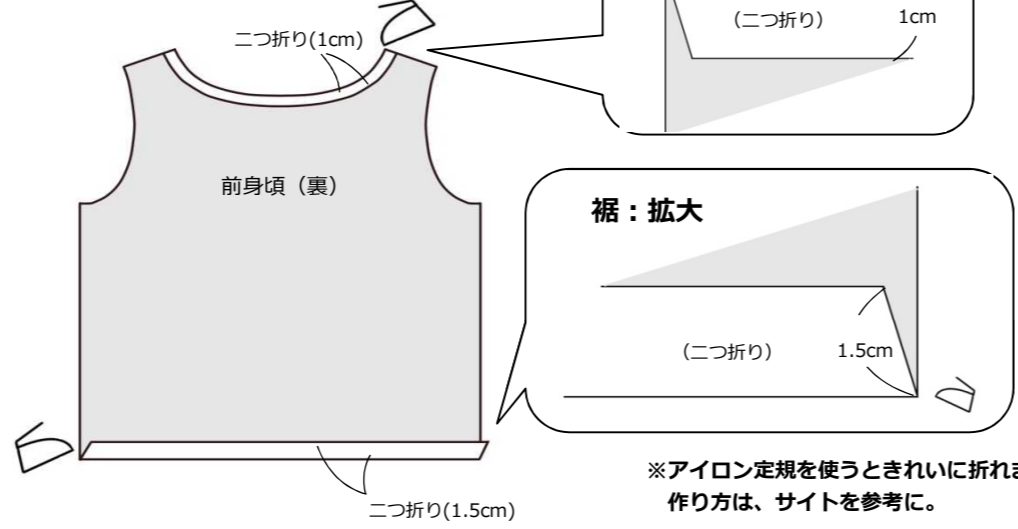 二つ折り(1cm)
(二つ折り)
1cm
前身頃（裏）
裾：拡大
(二つ折り)
1.5cm
二つ折り(1.5cm)
※アイロン定規を使うときれいに折れま
作り方は、サイトを参考に。